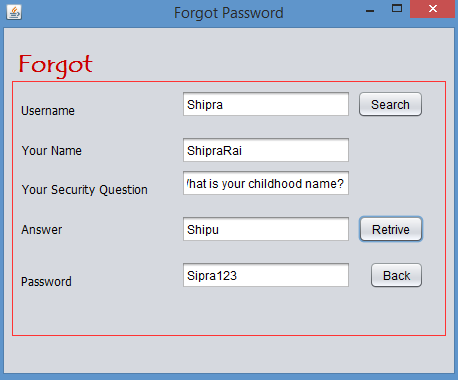 Forgot Password
Forgot
Username Shipra Search
Your Name ShipraRai
Your Security Question What is your childhood name?
Answer Shipu Retrive
Password Sipra123 Back